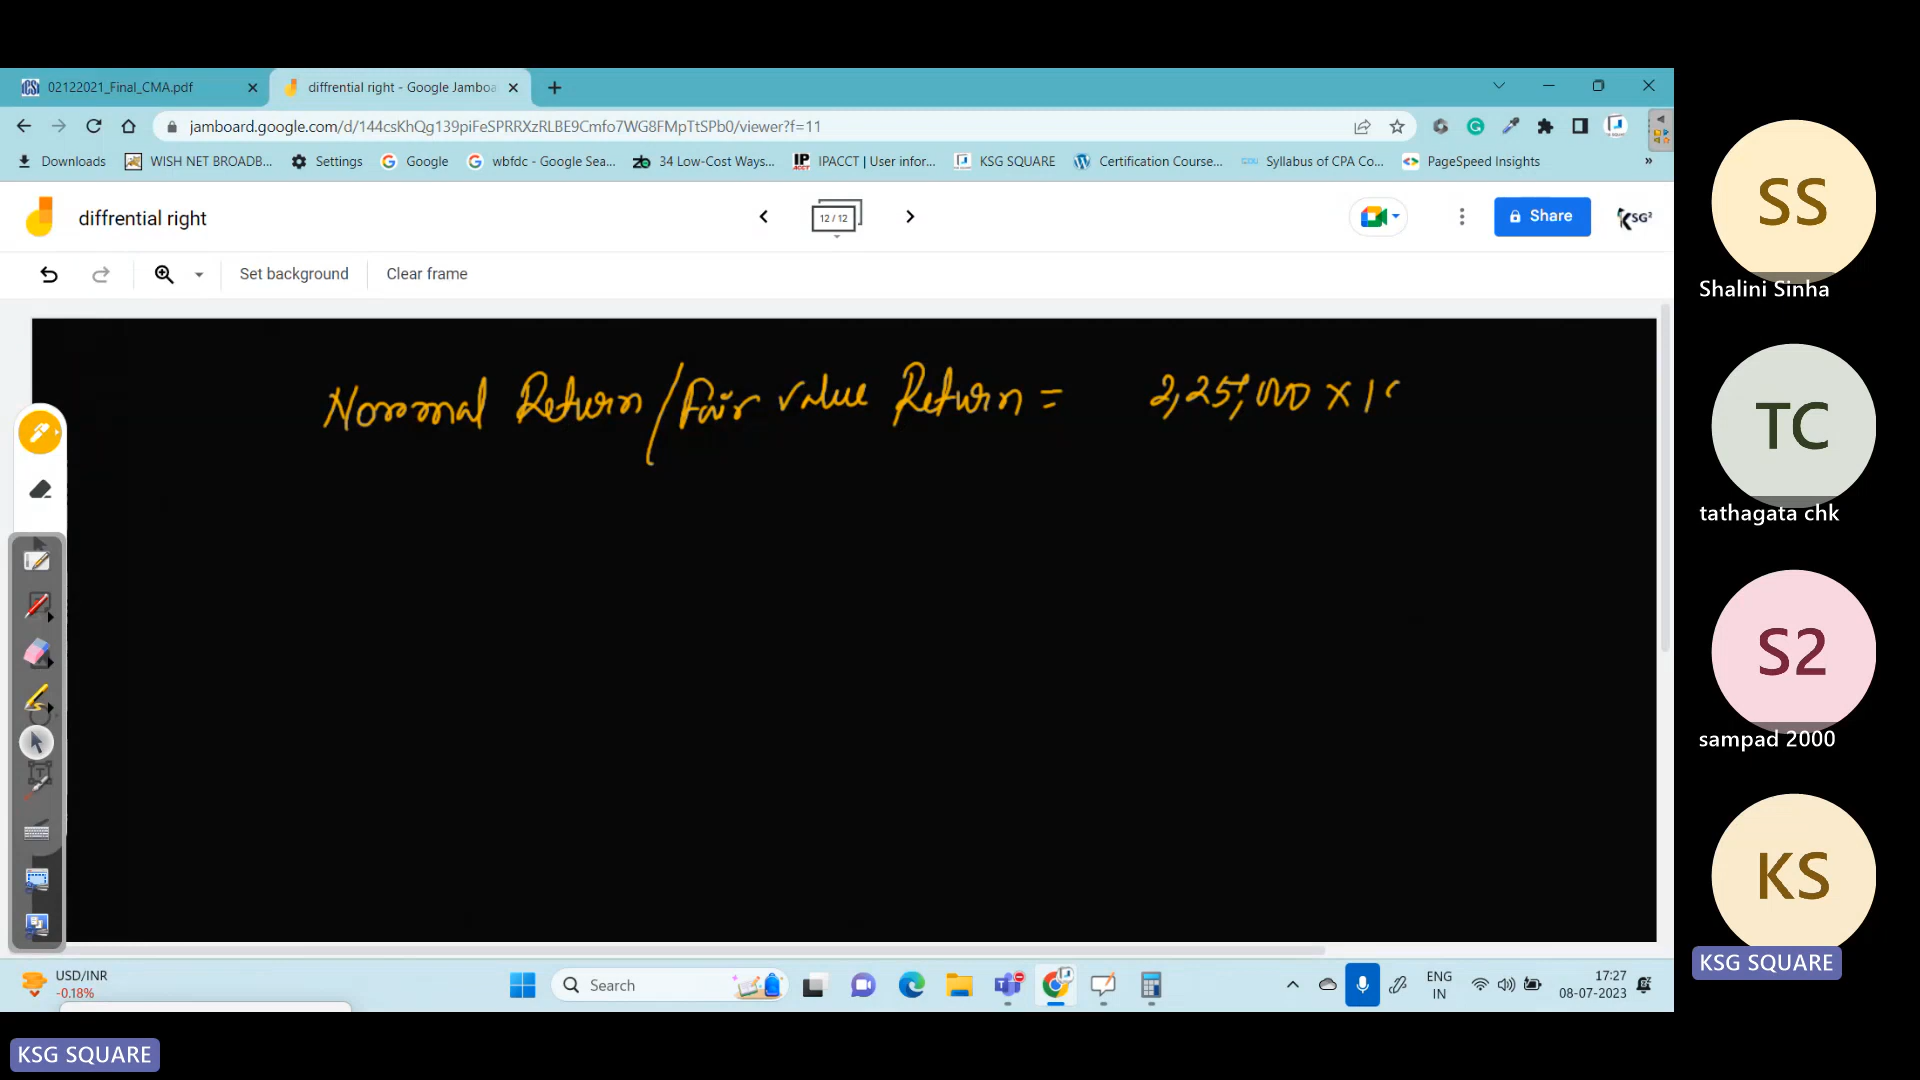 02122021_Final_CMA.pdf
diffrential right - Google Jamboa
jamboard.google.com/d/144csKhQg139piFeSPRRXzRLBE9Cmfo7WG8FMpTtSPb0/viewer?f=11
Downloads WISH NET BROADB... Settings Google wbfdc - Google Sea... 34 Low-Cost Ways... IPACCT | User infor... KSG SQUARE Certification Course... Syllabus of CPA Co... PageSpeed Insights »
diffrential right
12 / 12
Share
KSG²
Set background Clear frame
Normal Return/Fair value Return = 2,25,000 x 1
SS
Shalini Sinha
TC
tathagata chk
S2
sampad 2000
KS
KSG SQUARE
USD/INR
-0.18%
Search
ENG
IN
17:27
08-07-2023
KSG SQUARE